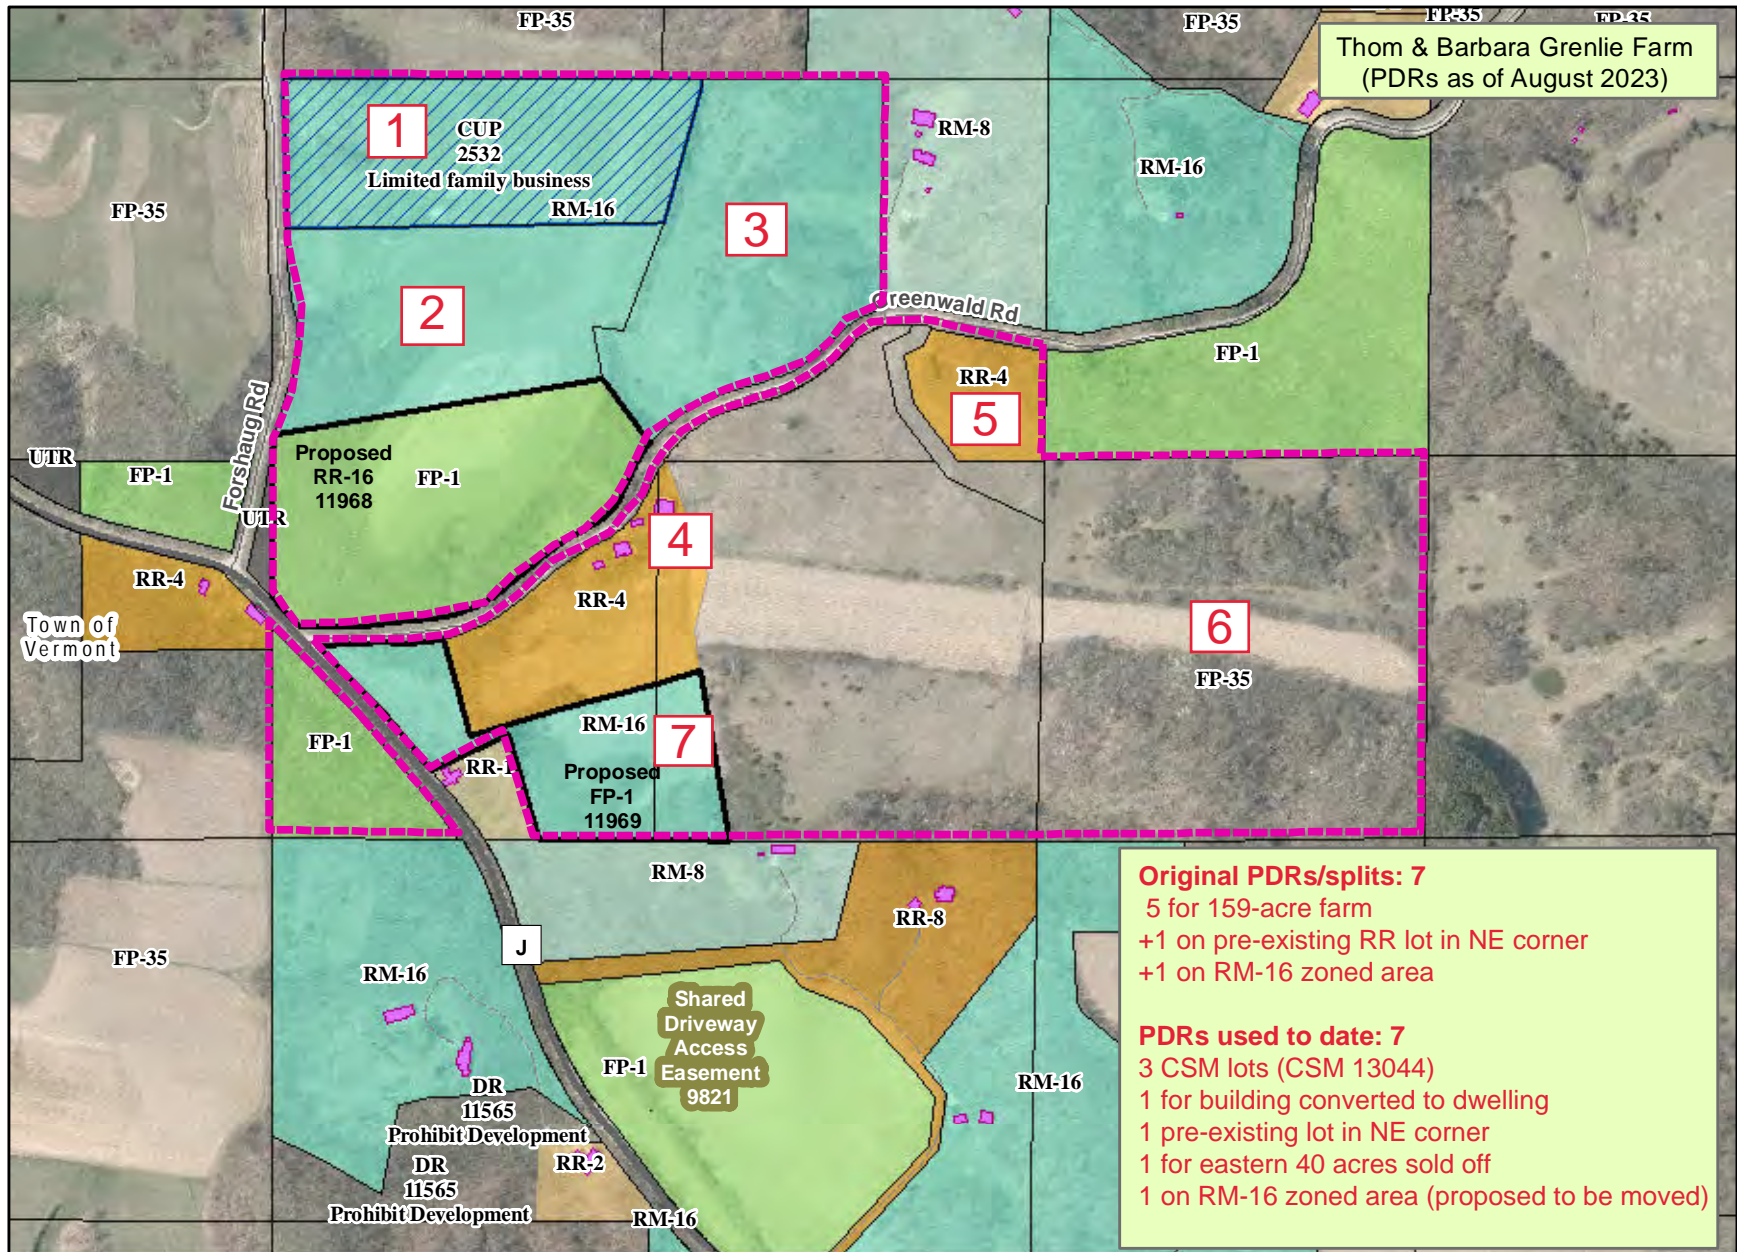 FP-35
FP-35
FP-35
FP-35
Thom & Barbara Grenlie Farm
(PDRs as of August 2023)
1
CUP
2532
Limited family business
RM-16
RM-8
RM-16
FP-35
3
2
Greenwald Rd
FP-1
RR-4
5
Forshaug Rd
UTR
FP-1
UTR
Proposed
RR-16
11968
FP-1
4
RR-4
RR-4
Town of
Vermont
6
FP-35
FP-1
RM-16
7
RR-1
Proposed
FP-1
11969
RM-8
RR-8
J
FP-35
RM-16
Shared
Driveway
Access
Easement
9821
FP-1
RM-16
DR
11565
Prohibit Development
DR
11565
Prohibit Development
RR-2
RM-16
Original PDRs/splits: 7
5 for 159-acre farm
+1 on pre-existing RR lot in NE corner
+1 on RM-16 zoned area
PDRs used to date: 7
3 CSM lots (CSM 13044)
1 for building converted to dwelling
1 pre-existing lot in NE corner
1 for eastern 40 acres sold off
1 on RM-16 zoned area (proposed to be moved)